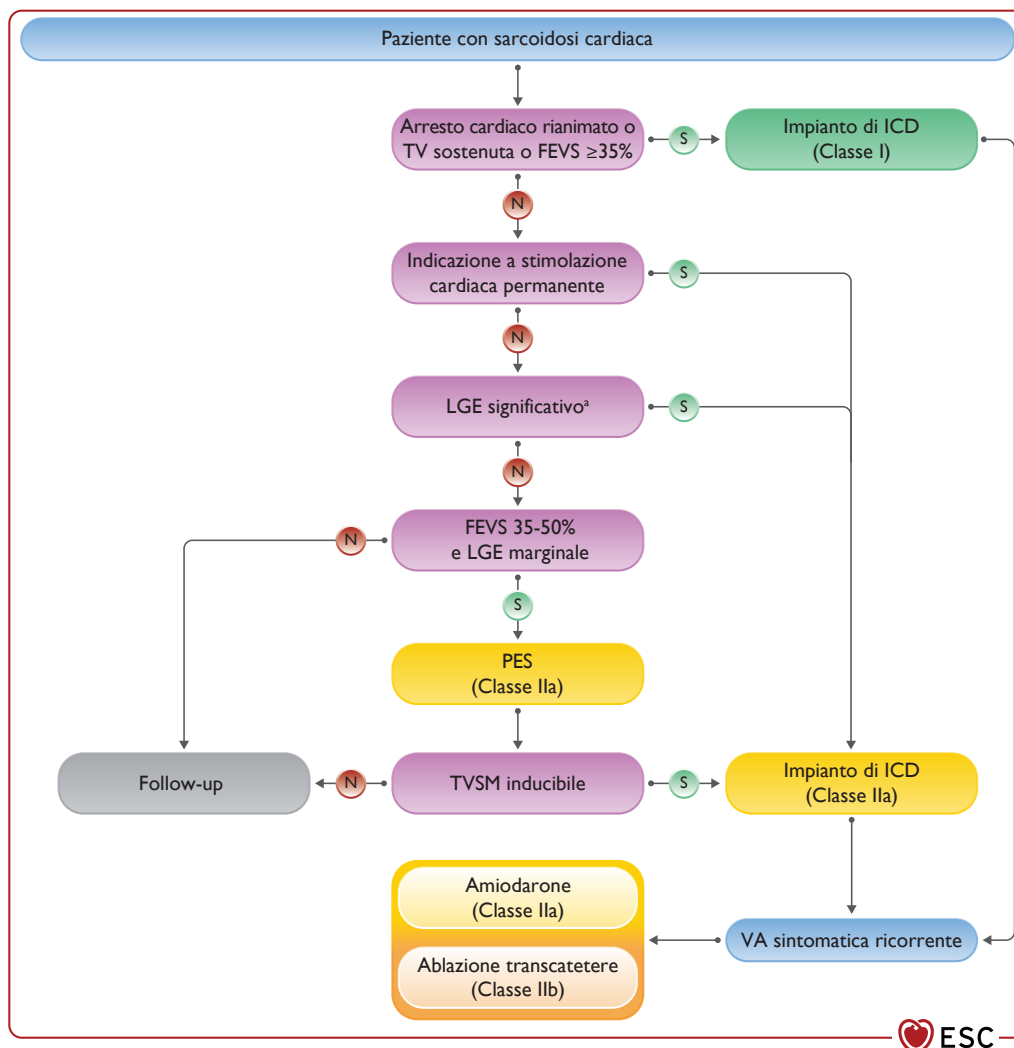 Paziente con sarcoidosi cardiaca
Arresto cardiaco rianimato o
TV sostenuta o FEVS ≥35%
S
Impianto di ICD
(Classe I)
N
Indicazione a stimolazione
cardiaca permanente
S
N
LGE significativoª
S
N
FEVS 35-50%
e LGE marginale
N
S
PES
(Classe IIa)
Follow-up
N
TVSM inducibile
S
Impianto di ICD
(Classe IIa)
Amiodarone
(Classe IIa)
Ablazione transcatetere
(Classe IIb)
VA sintomatica ricorrente
ESC